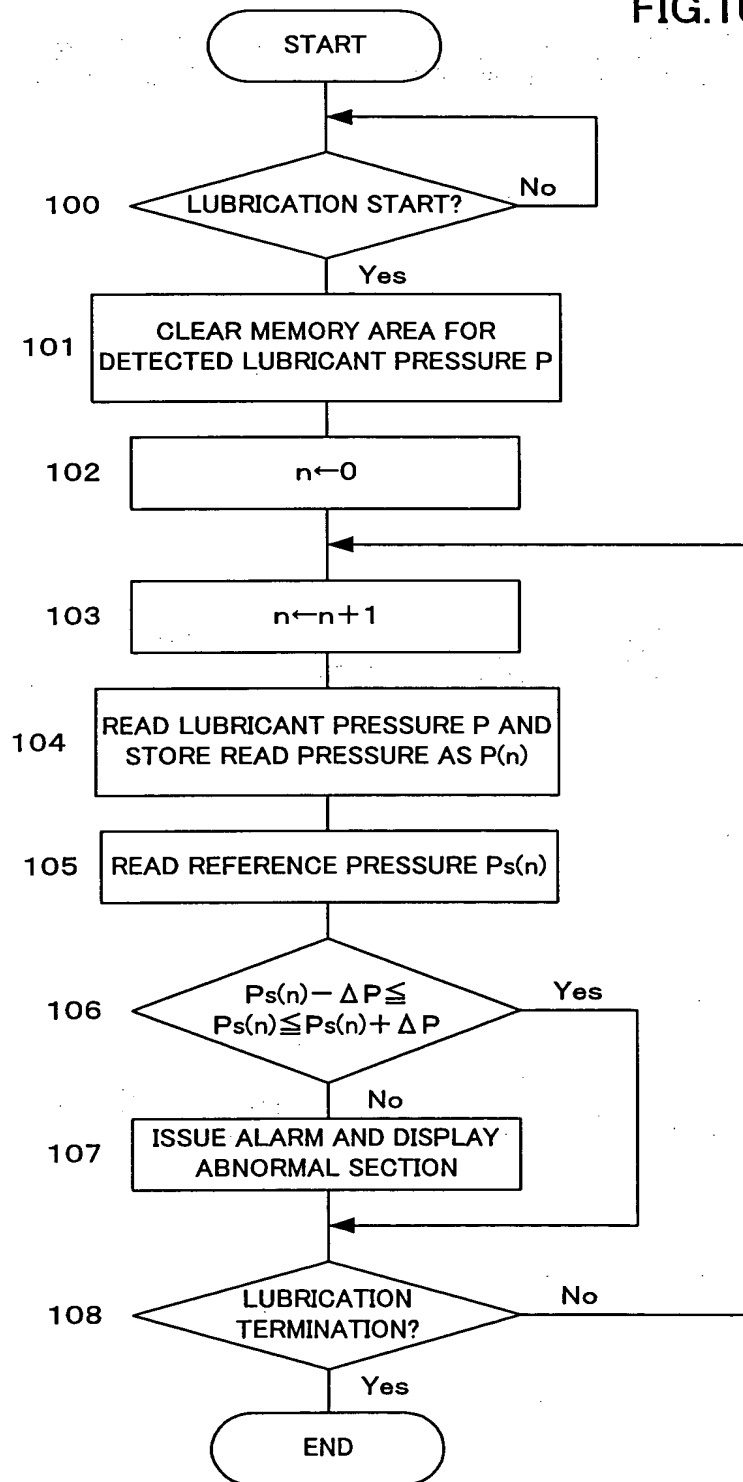 FIG.10
START
100
LUBRICATION START?
No
Yes
101
CLEAR MEMORY AREA FOR
DETECTED LUBRICANT PRESSURE P
102
n←0
103
n←n+1
104
READ LUBRICANT PRESSURE P AND
STORE READ PRESSURE AS P(n)
105
READ REFERENCE PRESSURE Ps(n)
106
Ps(n)-ΔP≦
Ps(n)≦Ps(n)+ΔP
Yes
No
107
ISSUE ALARM AND DISPLAY
ABNORMAL SECTION
108
LUBRICATION
TERMINATION?
No
Yes
END